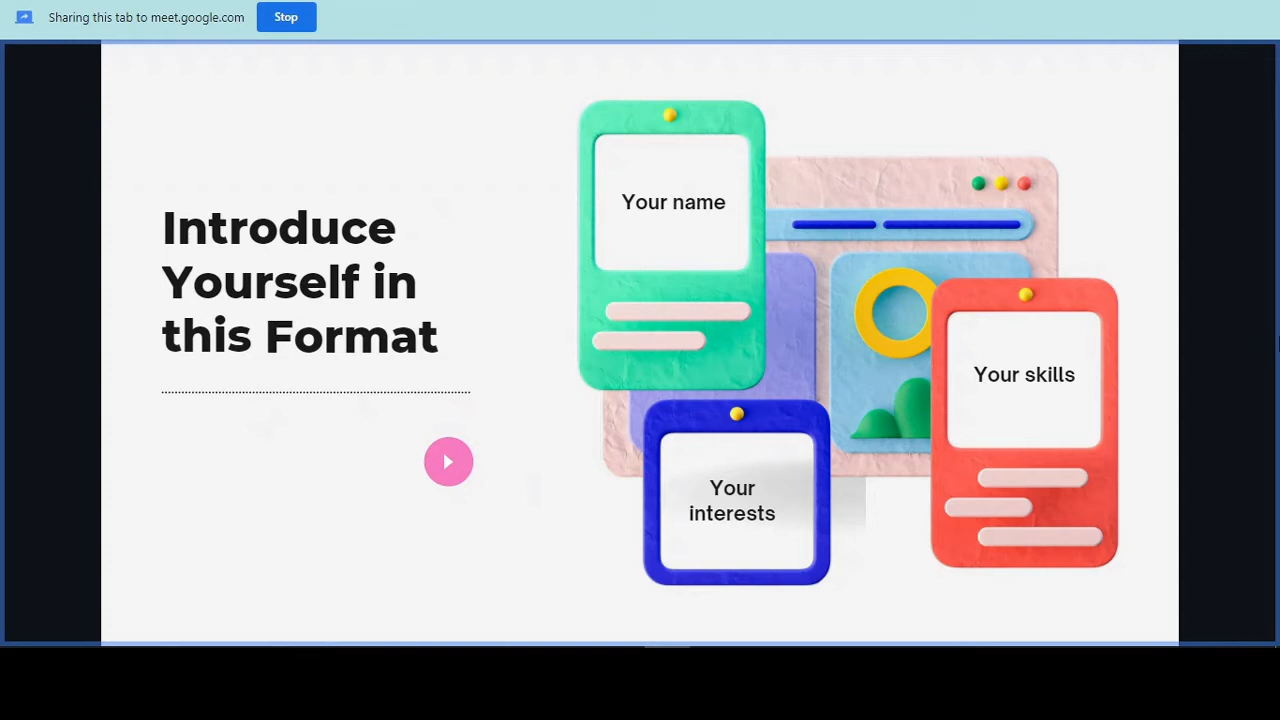 Sharing this tab to meet.google.com
Stop
Introduce
Yourself in
this Format
Your name
Your skills
Your
interests